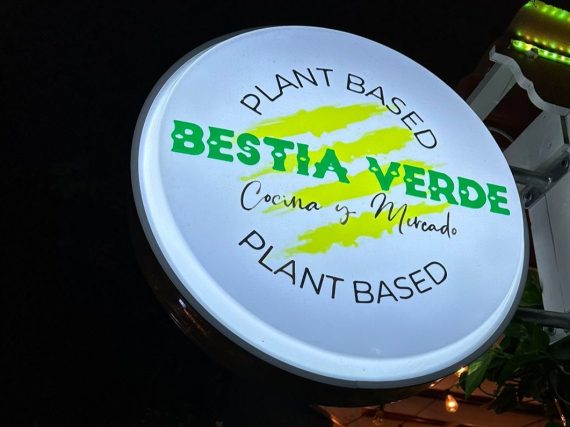 PLANT BASED
BESTIA VERDE
Cocina y Mercado
PLANT BASED